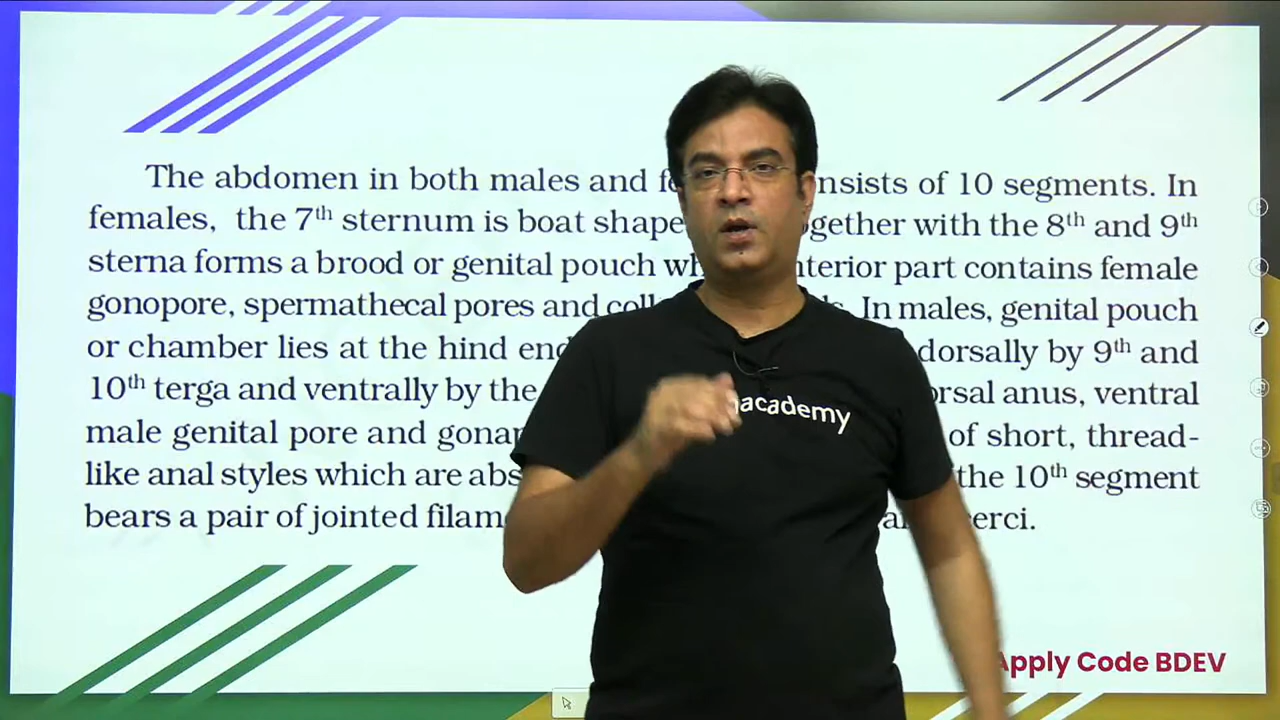 The abdomen in both males and nsists of 10 segments. In
females, the 7th sternum is boat shape ogether with the 8th and 9th
sterna forms a brood or genital pouch wh nterior part contains female
gonopore, spermathecal pores and coll s. In males, genital pouch
or chamber lies at the hind end dorsally by 9th and
10th terga and ventrally by the orsal anus, ventral
male genital pore and gonap of short, thread-
like anal styles which are abs the 10th segment
bears a pair of jointed filam cerci.
academy
Apply Code BDEV